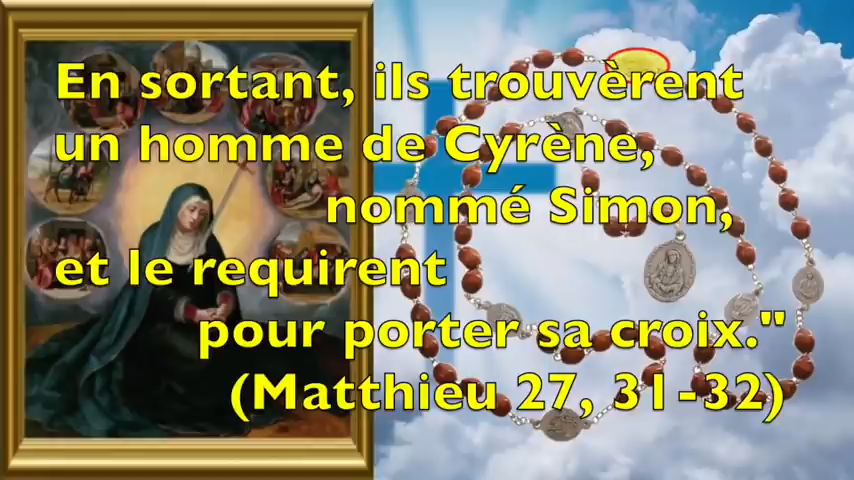 En sortant, ils trouvèrent
un homme de Cyrène,
nommé Simon,
et le requirent
pour porter sa croix."
(Matthieu 27, 31-32)